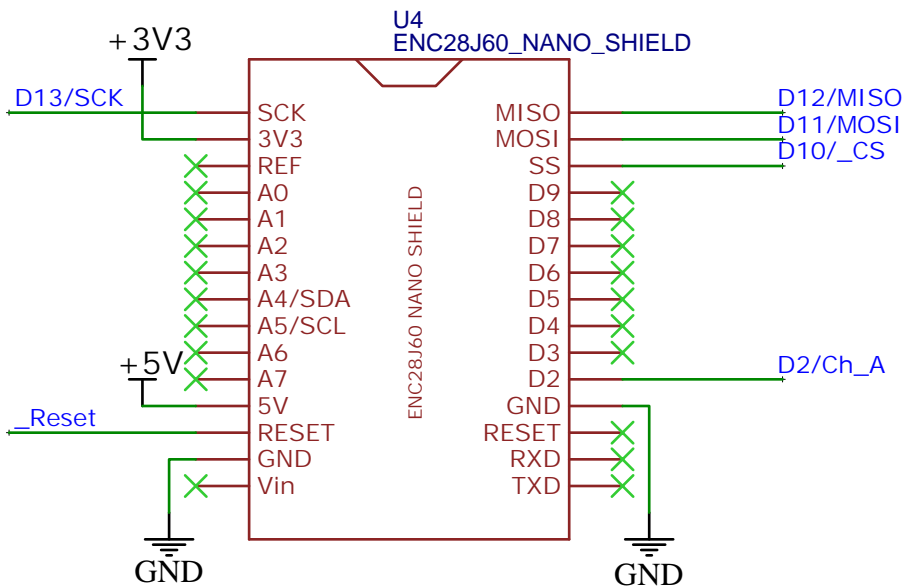 U4
ENC28J60_NANO_SHIELD
+3V3
D13/SCK
SCK
3V3
REF
A0
A1
A2
A3
A4/SDA
A5/SCL
A6
A7
+5V
5V
_Reset
RESET
GND
Vin
GND
ENC28J60 NANO SHIELD
MISO
D12/MISO
MOSI
D11/MOSI
SS
D10/_CS
D9
D8
D7
D6
D5
D4
D3
D2
D2/Ch_A
GND
RESET
RXD
TXD
GND